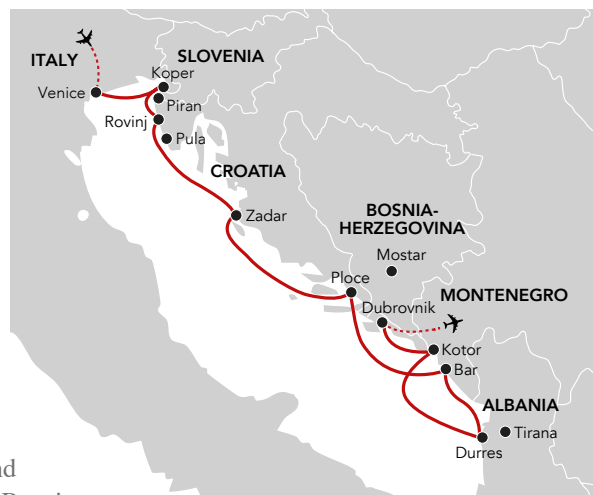 ITALY
SLOVENIA
Koper
Venice
Piran
Rovinj
Pula
CROATIA
Zadar
BOSNIA-
HERZEGOVINA
Mostar
Ploce
MONTENEGRO
Dubrovnik
Kotor
Bar
ALBANIA
Tirana
Durres
nd